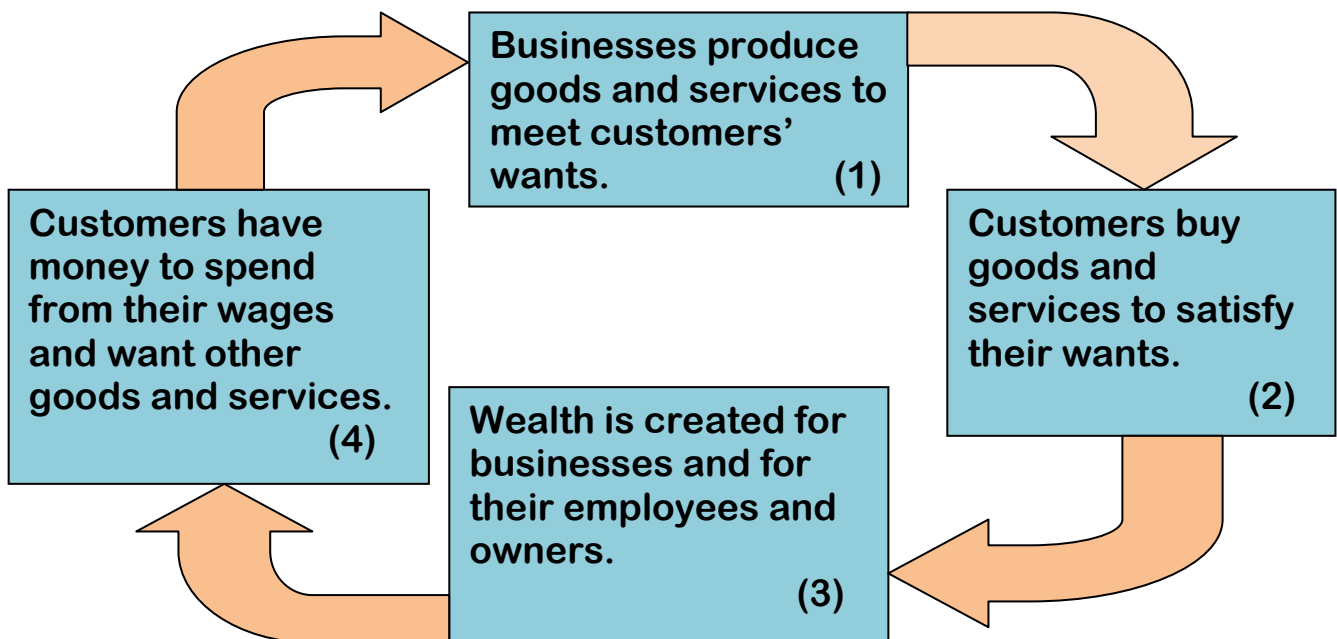 Businesses produce
goods and services to
meet customers’
wants. (1)
Customers buy
goods and
services to satisfy
their wants.
(2)
Wealth is created for
businesses and for
their employees and
owners.
(3)
Customers have
money to spend
from their wages
and want other
goods and services.
(4)